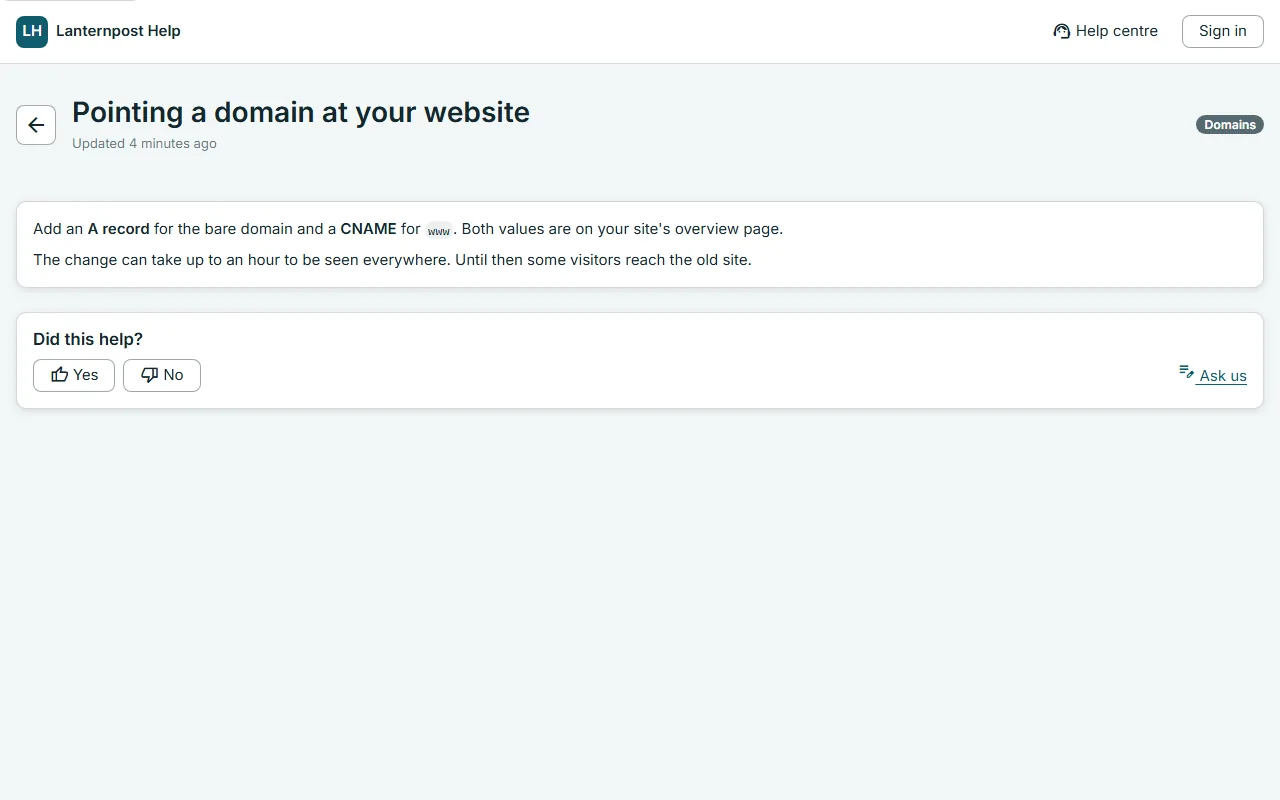 LH Lanternpost Help
Help centre
Sign in
Pointing a domain at your website
Updated 4 minutes ago
Domains
Add an A record for the bare domain and a CNAME for www. Both values are on your site's overview page.
The change can take up to an hour to be seen everywhere. Until then some visitors reach the old site.
Did this help?
Yes
No
Ask us